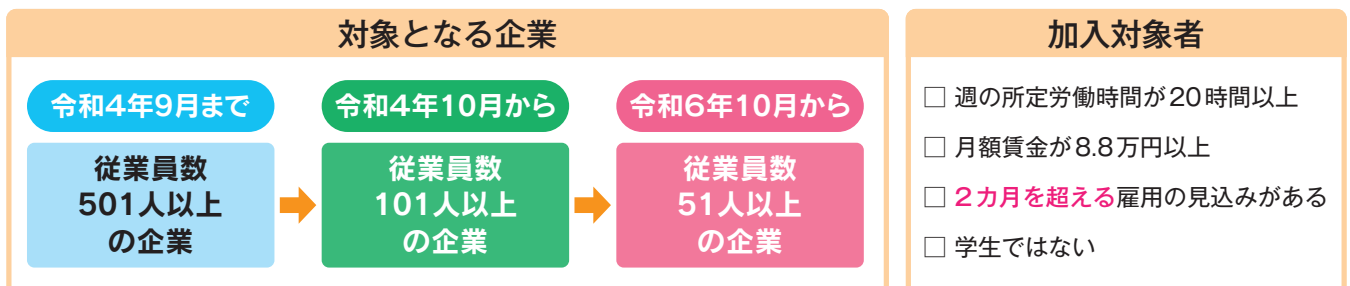 対象となる企業
令和4年9月まで
従業員数
501人以上
の企業
令和4年10月から
従業員数
101人以上
の企業
令和6年10月から
従業員数
51人以上
の企業
加入対象者
□ 週の所定労働時間が20時間以上
□ 月額賃金が8.8万円以上
□ 2カ月を超える雇用の見込みがある
□ 学生ではない